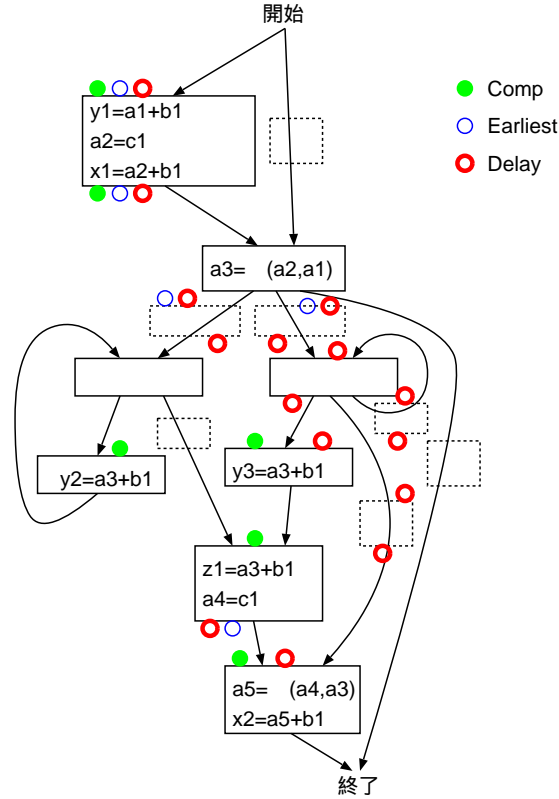 開始
Comp
Earliest
Delay
y1=a1+b1
a2=c1
x1=a2+b1
a3= (a2,a1)
y2=a3+b1
y3=a3+b1
z1=a3+b1
a4=c1
a5= (a4,a3)
x2=a5+b1
終了